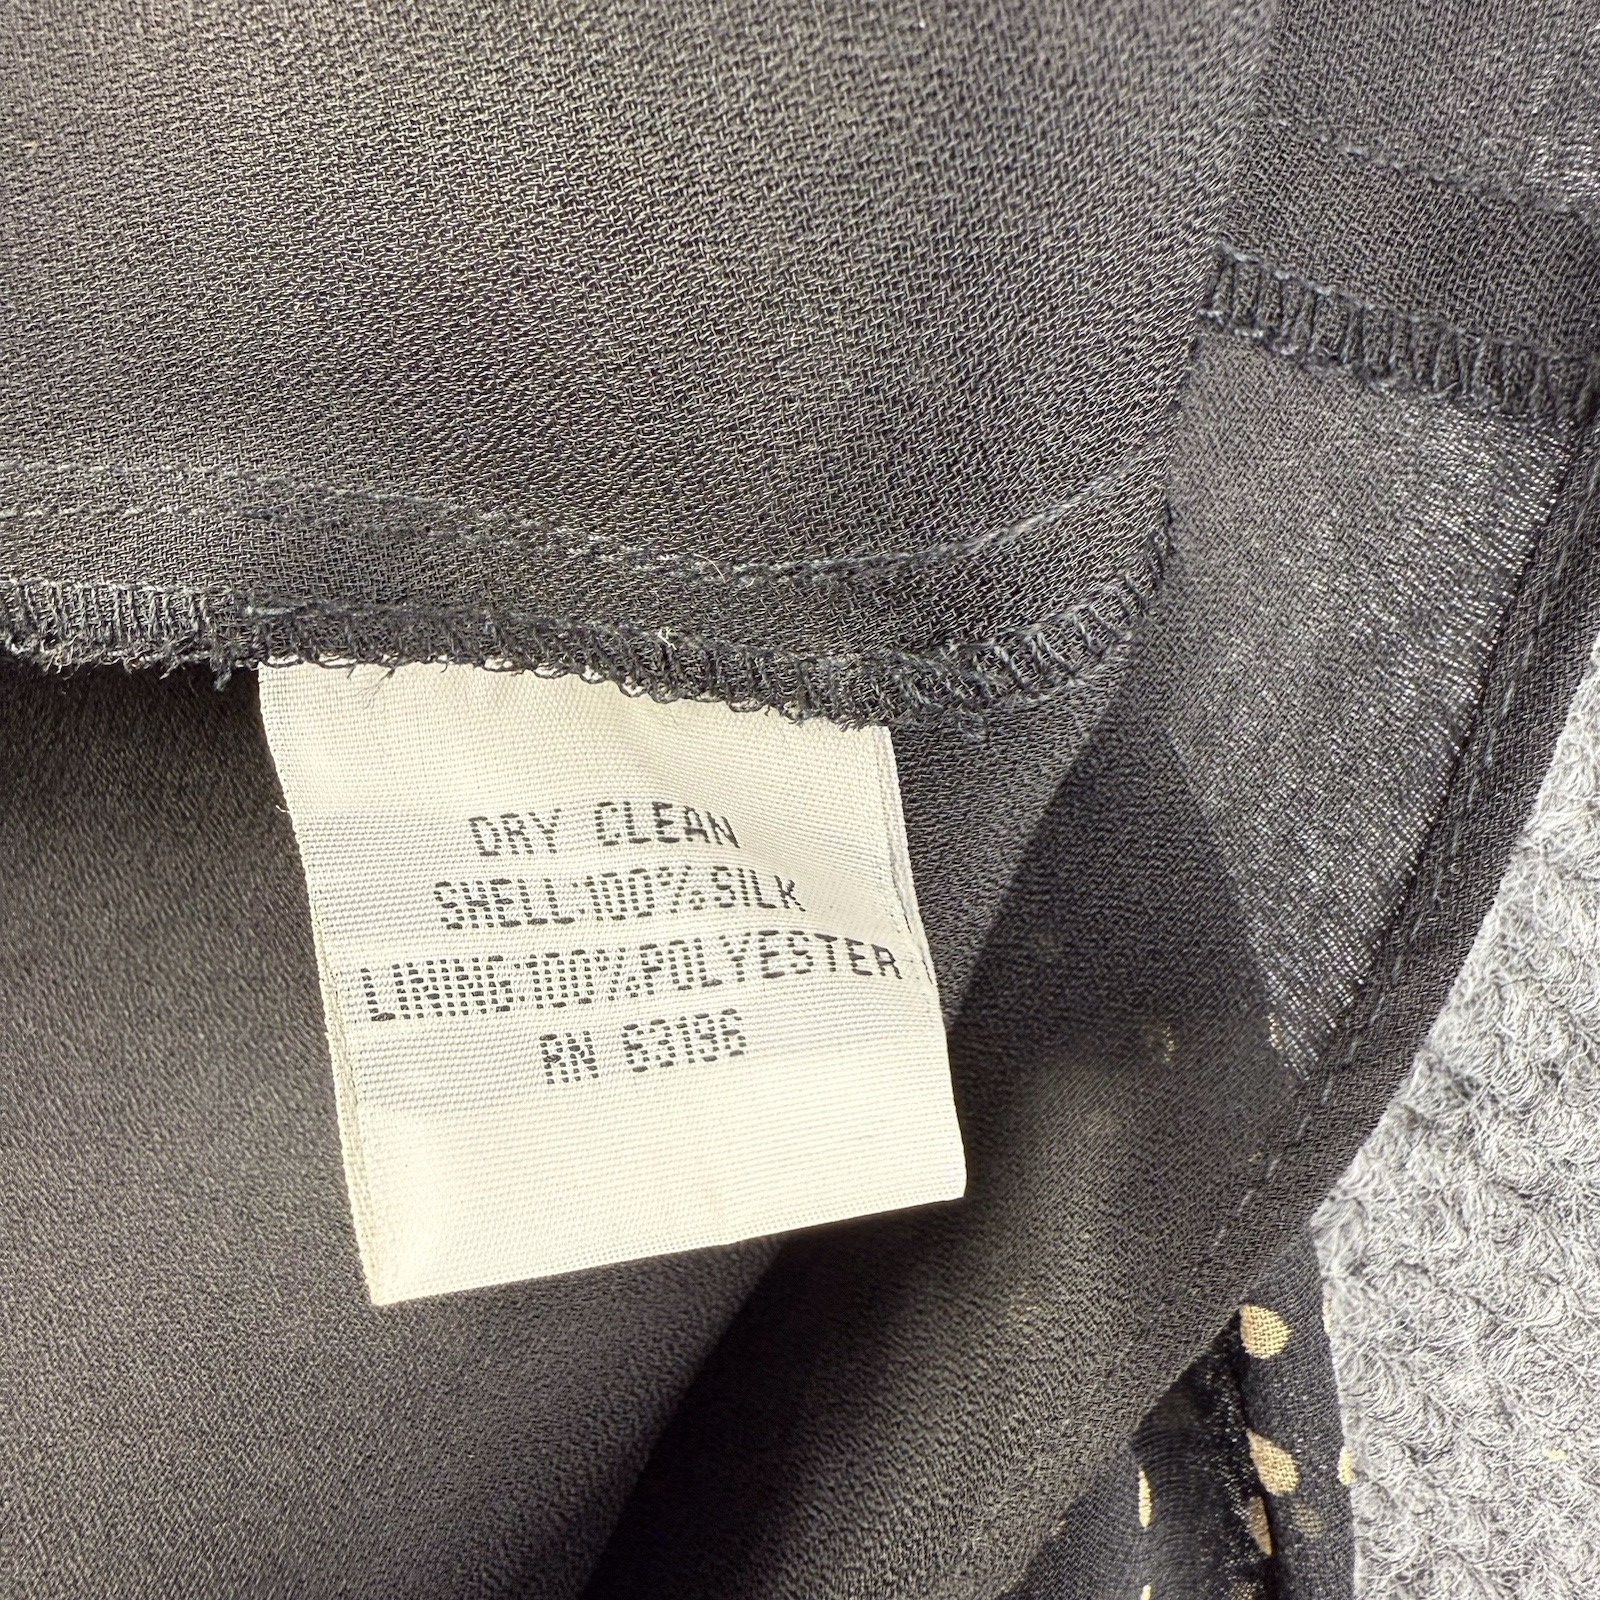 DRY CLEAN
SHELL:100%SILK
LINING:100%POLYESTER
RN 63196